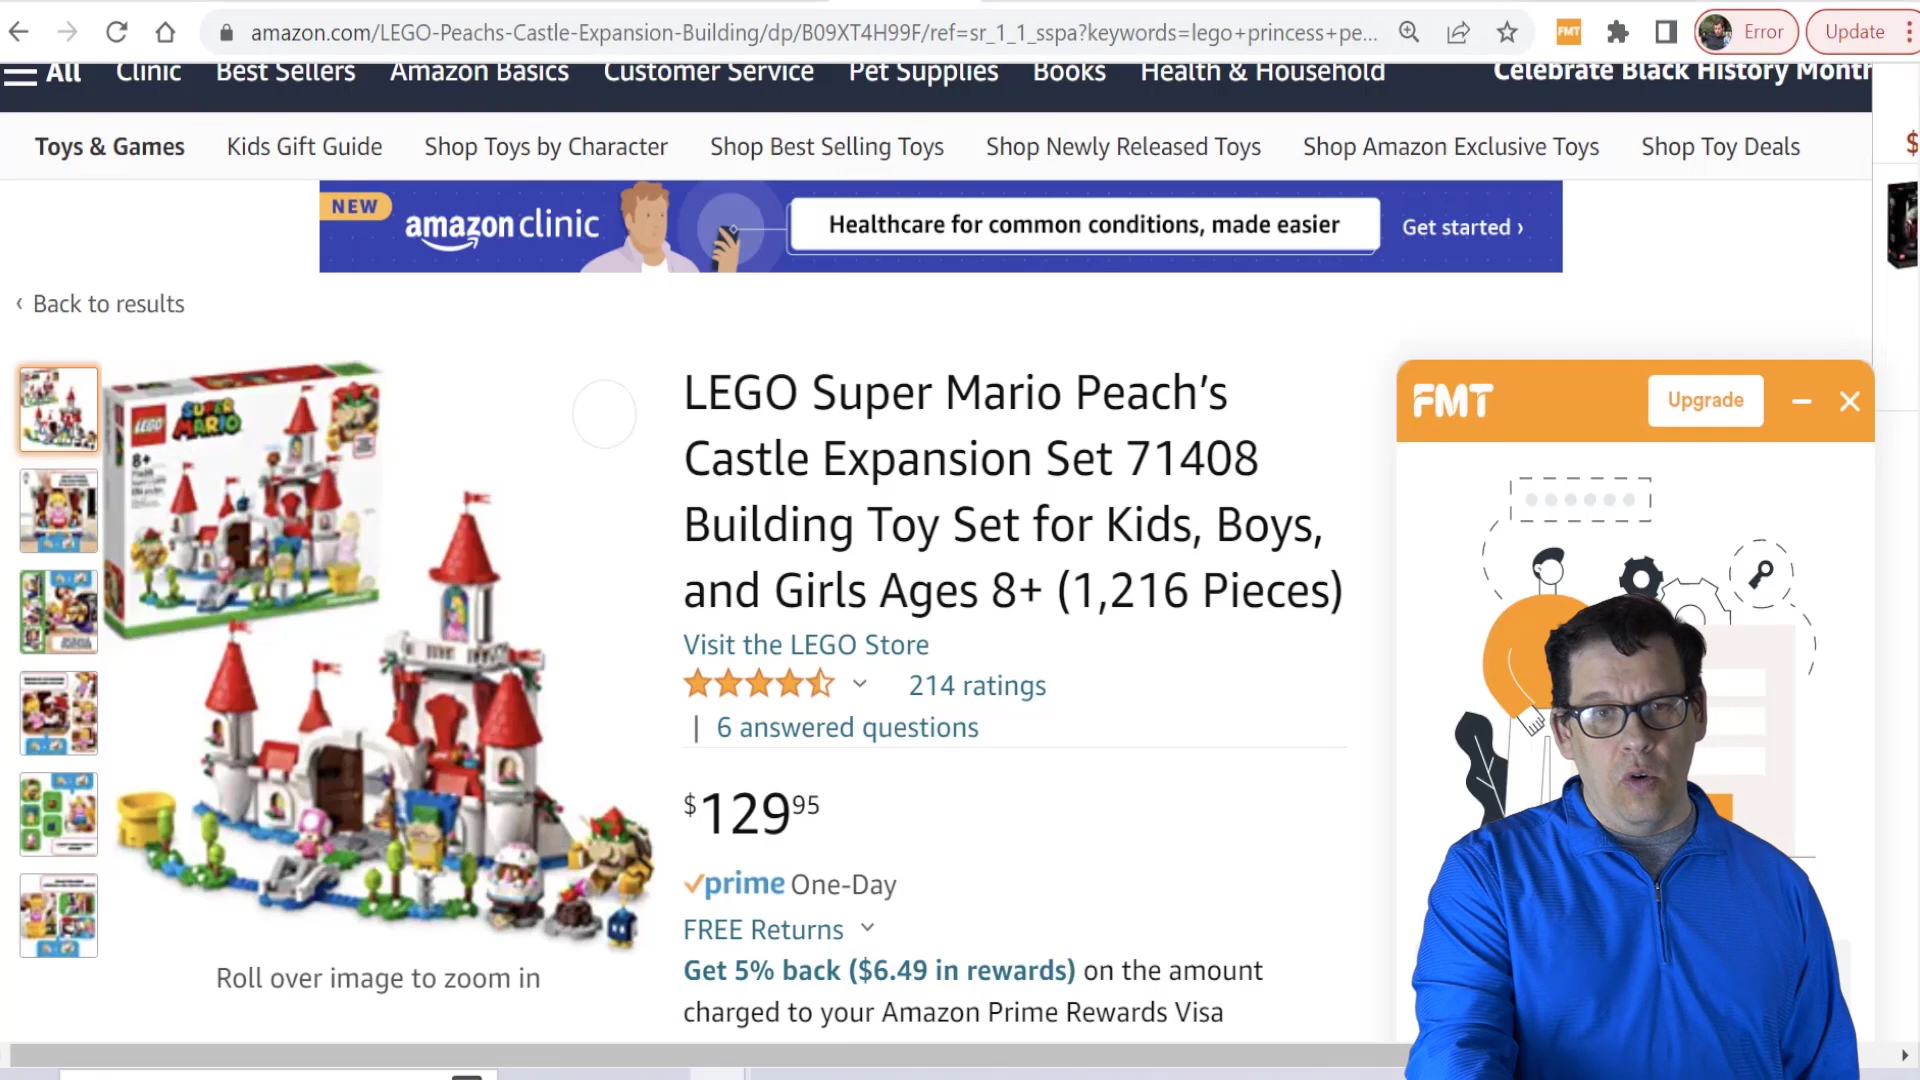 amazon.com/LEGO-Peachs-Castle-Expansion-Building/dp/B09XT4H99F/ref=sr_1_1_sspa?keywords=lego+princess+pe...
FMT
Error
Update
All Clinic Best Sellers Amazon Basics Customer Service Pet Supplies Books Health & Household Celebrate Black History Month
Toys & Games Kids Gift Guide Shop Toys by Character Shop Best Selling Toys Shop Newly Released Toys Shop Amazon Exclusive Toys Shop Toy Deals
$
NEW
amazon clinic
Healthcare for common conditions, made easier
Get started ›
‹ Back to results
LEGO
SUPER
MARIO
8+
LEGO Super Mario Peach’s
Castle Expansion Set 71408
Building Toy Set for Kids, Boys,
and Girls Ages 8+ (1,216 Pieces)
Visit the LEGO Store
214 ratings
| 6 answered questions
$129 95
prime One-Day
FREE Returns
Get 5% back ($6.49 in rewards) on the amount
charged to your Amazon Prime Rewards Visa
Roll over image to zoom in
FMT
Upgrade